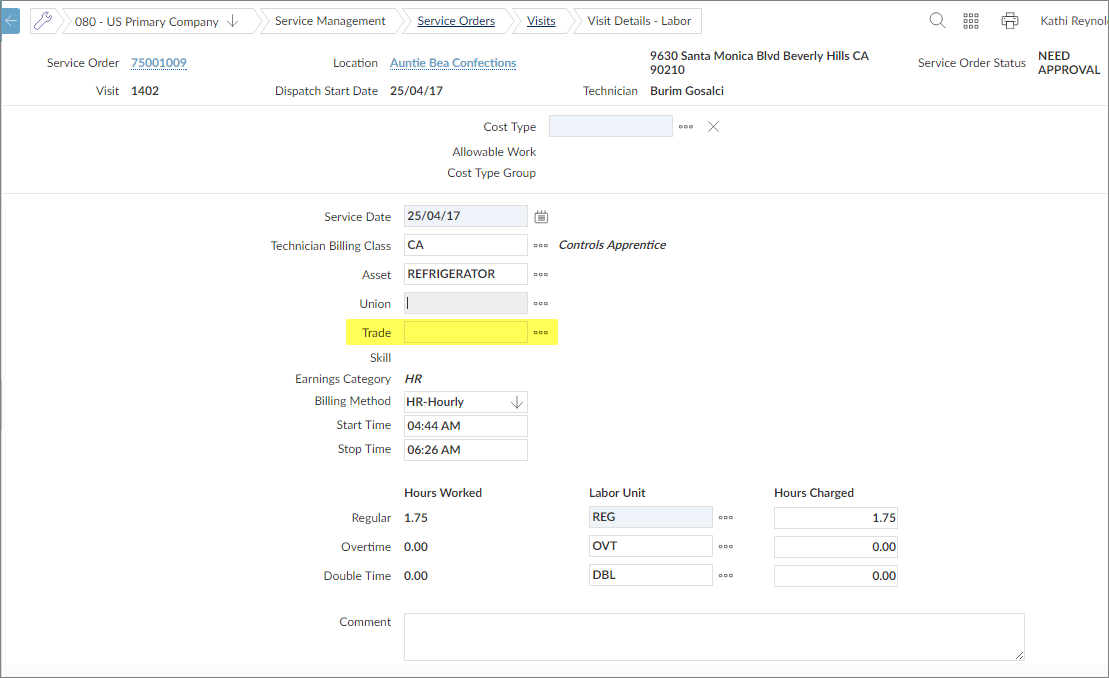 080 - US Primary Company Service Management Service Orders Visits Visit Details - Labor Kathi Reynol
Service Order 75001009 Location Auntie Bea Confections 9630 Santa Monica Blvd Beverly Hills CA 90210 Service Order Status NEED APPROVAL
Visit 1402 Dispatch Start Date 25/04/17 Technician Burim Gosalci
Cost Type
Allowable Work
Cost Type Group
Service Date 25/04/17
Technician Billing Class CA Controls Apprentice
Asset REFRIGERATOR
Union
Trade
Skill
Earnings Category HR
Billing Method HR-Hourly
Start Time 04:44 AM
Stop Time 06:26 AM
Hours Worked Labor Unit Hours Charged
Regular 1.75 REG 1.75
Overtime 0.00 OVT 0.00
Double Time 0.00 DBL 0.00
Comment